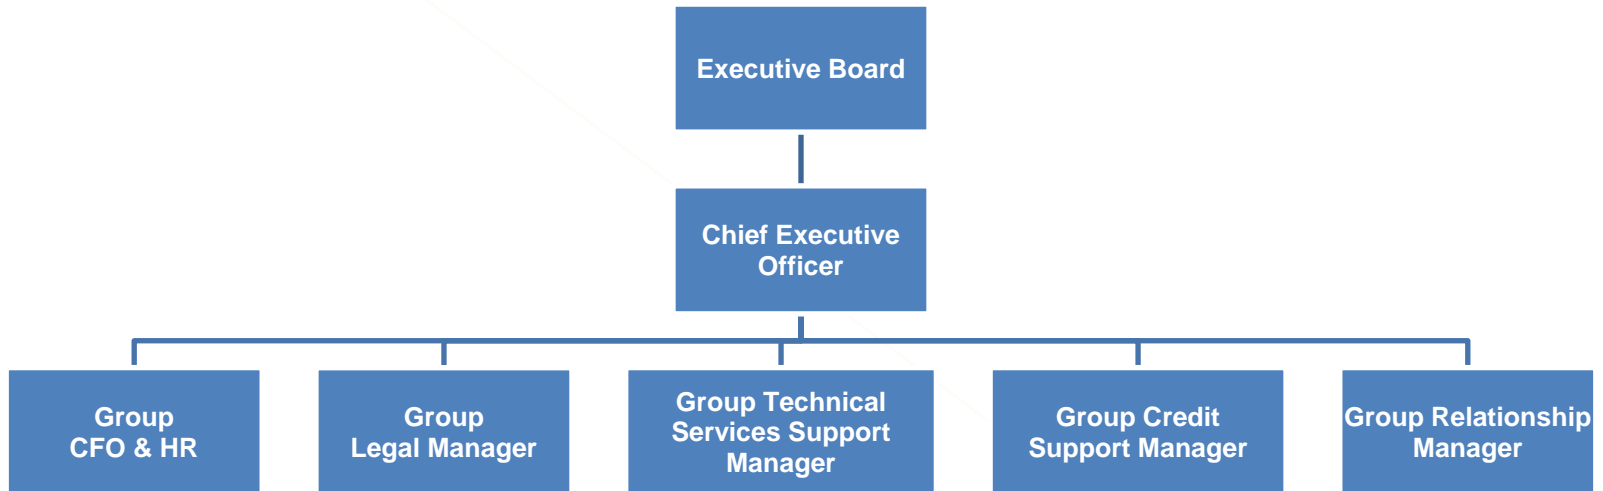 Executive Board
Chief Executive
Officer
Group
CFO & HR
Group
Legal Manager
Group Technical
Services Support
Manager
Group Credit
Support Manager
Group Relationship
Manager